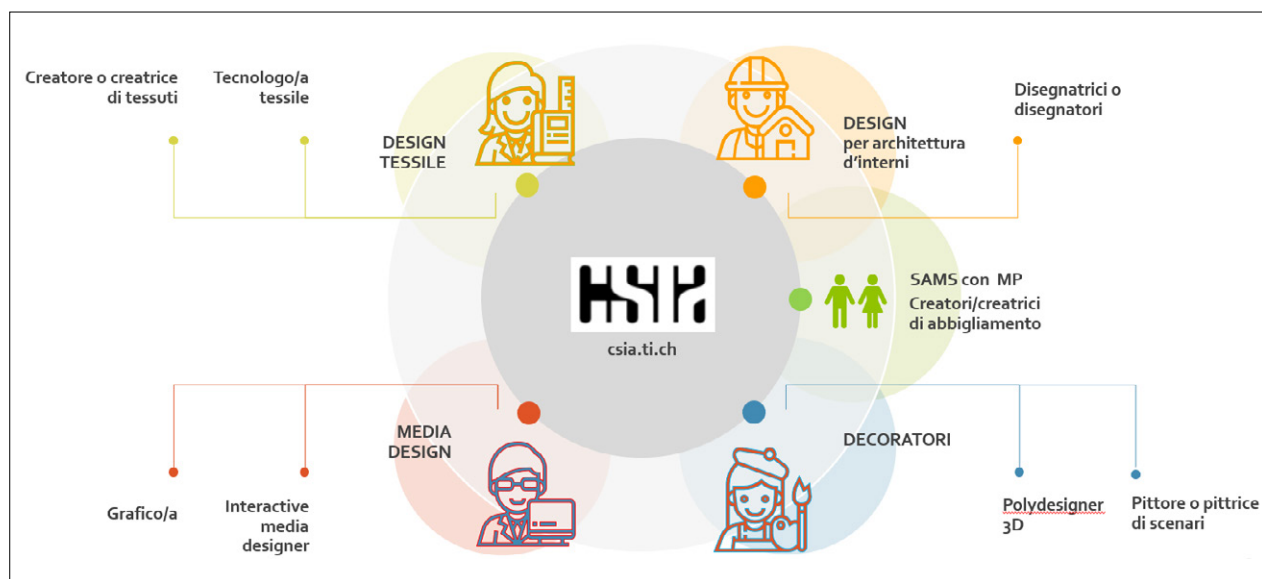 Creatore o creatrice
di tessuti
Tecnologo/a
tessile
DESIGN
TESSILE
DESIGN
per architettura
d'interni
Disegnatrici o
disegnatori
CSIA
csia.ti.ch
SAMS con MP
Creatori/creatrici
di abbigliamento
MEDIA
DESIGN
DECORATORI
Grafico/a
Interactive
media
designer
Polydesigner
3D
Pittore o pittrice
di scenari